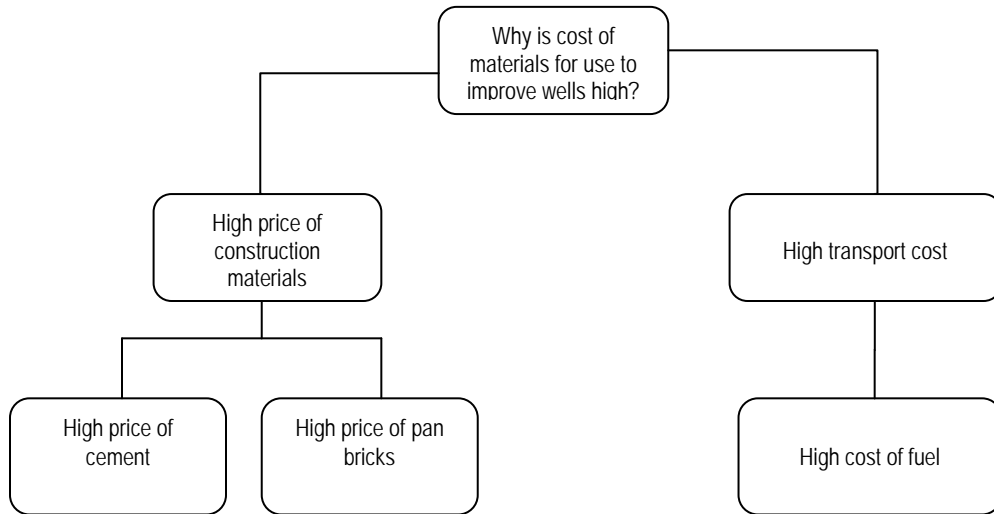 Why is cost of
materials for use to
improve wells high?
High price of
construction
materials
High transport cost
High price of
cement
High price of pan
bricks
High cost of fuel